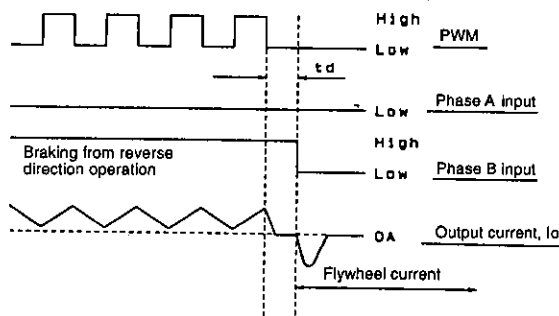 High
Low PWM
td
Low Phase A input
High
Braking from reverse
direction operation
Low Phase B input
0A Output current, Io
Flywheel current